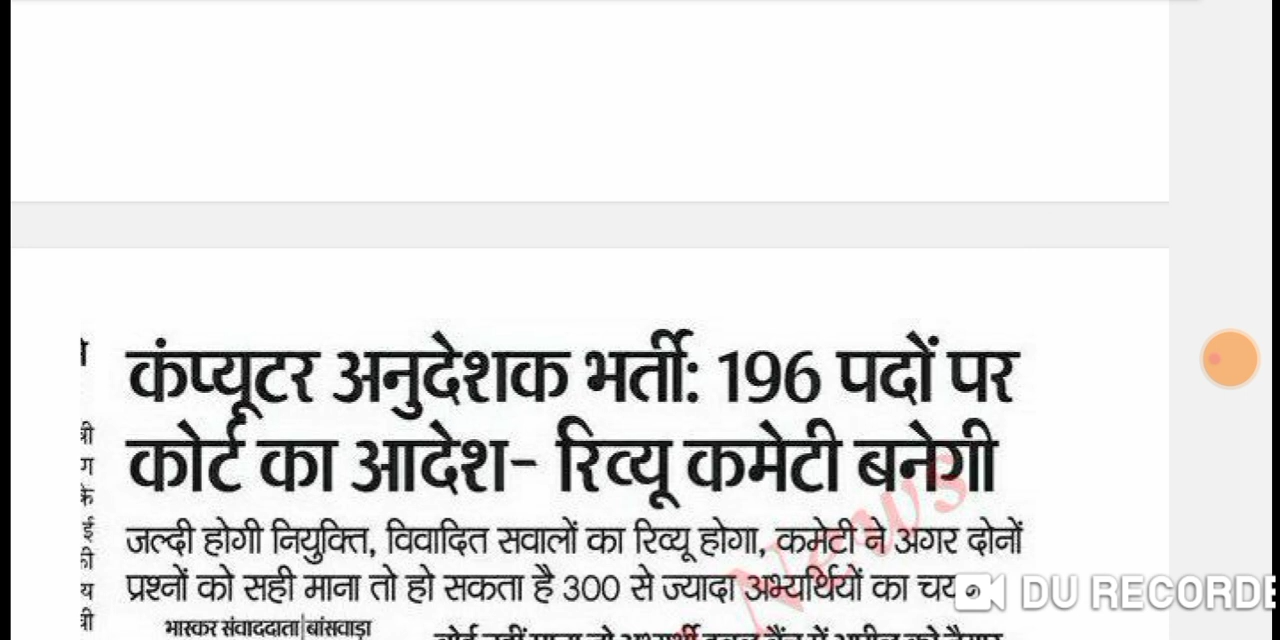 कंप्यूटर अनुदेशक भर्ती: 196 पदों पर
कोर्ट का आदेश- रिव्यू कमेटी बनेगी
जल्दी होगी नियुक्ति, विवादित सवालों का रिव्यू होगा, कमेटी ने अगर दोनों
प्रश्नों को सही माना तो हो सकता है 300 से ज्यादा अभ्यर्थियों का
DU RECORDE
News
भास्कर संवाददाता | बांसवाड़ा